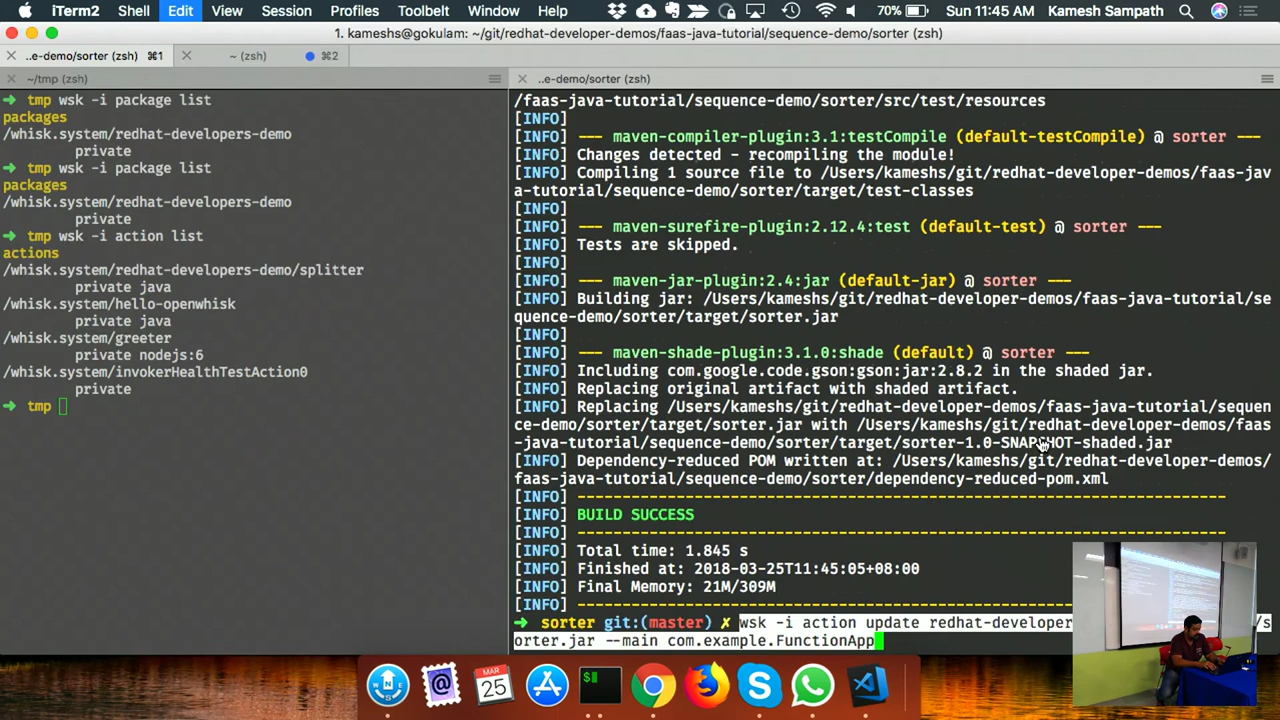 iTerm2 Shell Edit View Session Profiles Toolbelt Window Help 70% Sun 11:45 AM Kamesh Sampath
1. kameshs@gokulam: ~/git/redhat-developer-demos/faas-java-tutorial/sequence-demo/sorter (zsh)
..e-demo/sorter (zsh) ⌘1 ~ (zsh) ⌘2
~/tmp (zsh)
➜ tmp wsk -i package list
packages
/whisk.system/redhat-developers-demo
private
➜ tmp wsk -i package list
packages
/whisk.system/redhat-developers-demo
private
➜ tmp wsk -i action list
actions
/whisk.system/redhat-developers-demo/splitter
private java
/whisk.system/hello-openwhisk
private java
/whisk.system/greeter
private nodejs:6
/whisk.system/invokerHealthTestAction0
private
➜ tmp
..e-demo/sorter (zsh)
/faas-java-tutorial/sequence-demo/sorter/src/test/resources
[INFO]
[INFO] --- maven-compiler-plugin:3.1:testCompile (default-testCompile) @ sorter ---
[INFO] Changes detected - recompiling the module!
[INFO] Compiling 1 source file to /Users/kameshs/git/redhat-developer-demos/faas-jav
a-tutorial/sequence-demo/sorter/target/test-classes
[INFO]
[INFO] --- maven-surefire-plugin:2.12.4:test (default-test) @ sorter ---
[INFO] Tests are skipped.
[INFO]
[INFO] --- maven-jar-plugin:2.4:jar (default-jar) @ sorter ---
[INFO] Building jar: /Users/kameshs/git/redhat-developer-demos/faas-java-tutorial/se
quence-demo/sorter/target/sorter.jar
[INFO]
[INFO] --- maven-shade-plugin:3.1.0:shade (default) @ sorter ---
[INFO] Including com.google.code.gson:gson:jar:2.8.2 in the shaded jar.
[INFO] Replacing original artifact with shaded artifact.
[INFO] Replacing /Users/kameshs/git/redhat-developer-demos/faas-java-tutorial/sequen
ce-demo/sorter/target/sorter.jar with /Users/kameshs/git/redhat-developer-demos/faas
-java-tutorial/sequence-demo/sorter/target/sorter-1.0-SNAPSHOT-shaded.jar
[INFO] Dependency-reduced POM written at: /Users/kameshs/git/redhat-developer-demos/
faas-java-tutorial/sequence-demo/sorter/dependency-reduced-pom.xml
[INFO] ------------------------------------------------------------------------
[INFO] BUILD SUCCESS
[INFO] ------------------------------------------------------------------------
[INFO] Total time: 1.845 s
[INFO] Finished at: 2018-03-25T11:45:05+08:00
[INFO] Final Memory: 21M/309M
[INFO] ------------------------------------------------------------------------
➜ sorter git:(master) ✗ wsk -i action update redhat-developer /s
orter.jar --main com.example.FunctionApp
MAR
25